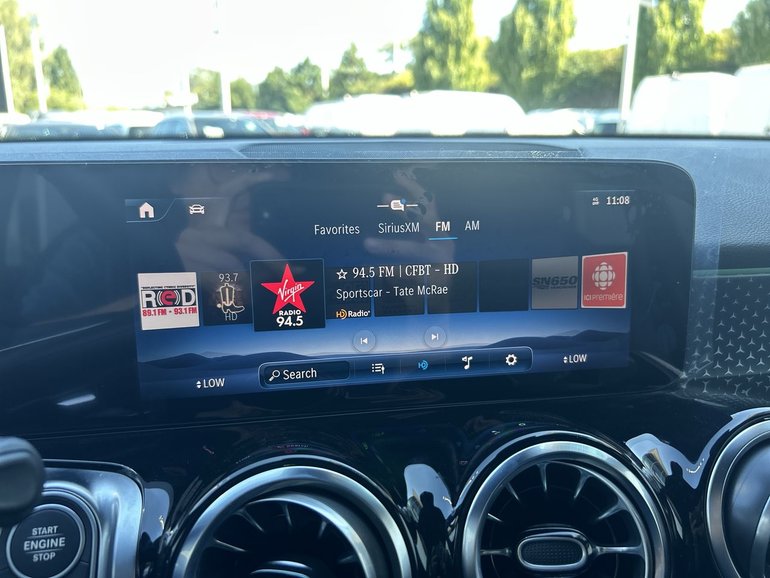 11:08
Favorites SiriusXM FM AM
RED
89.1 FM • 93.1 FM
93.7
HD
Virgin
RADIO
94.5
94.5 FM | CFBT - HD
Sportscar - Tate McRae
HD Radio
SN650
ICI PREMIÈRE
LOW
Search
HD
LOW
START
ENGINE
STOP